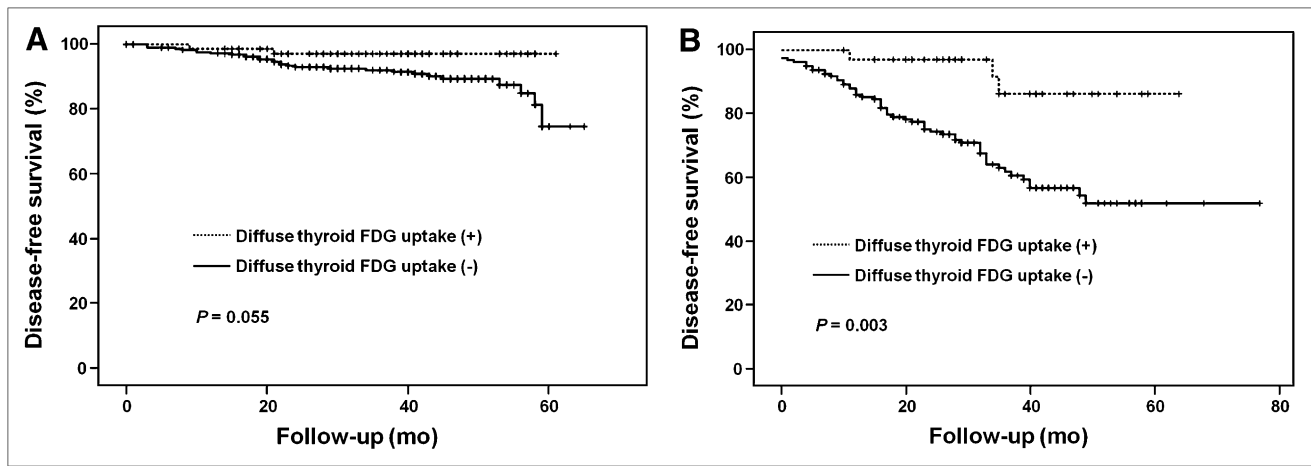 A
Disease-free survival (%)
100
80
60
40
20
0
Diffuse thyroid FDG uptake (+)
Diffuse thyroid FDG uptake (-)
P = 0.055
0 20 40 60
Follow-up (mo)
B
Disease-free survival (%)
100
80
60
40
20
0
Diffuse thyroid FDG uptake (+)
Diffuse thyroid FDG uptake (-)
P = 0.003
0 20 40 60 80
Follow-up (mo)